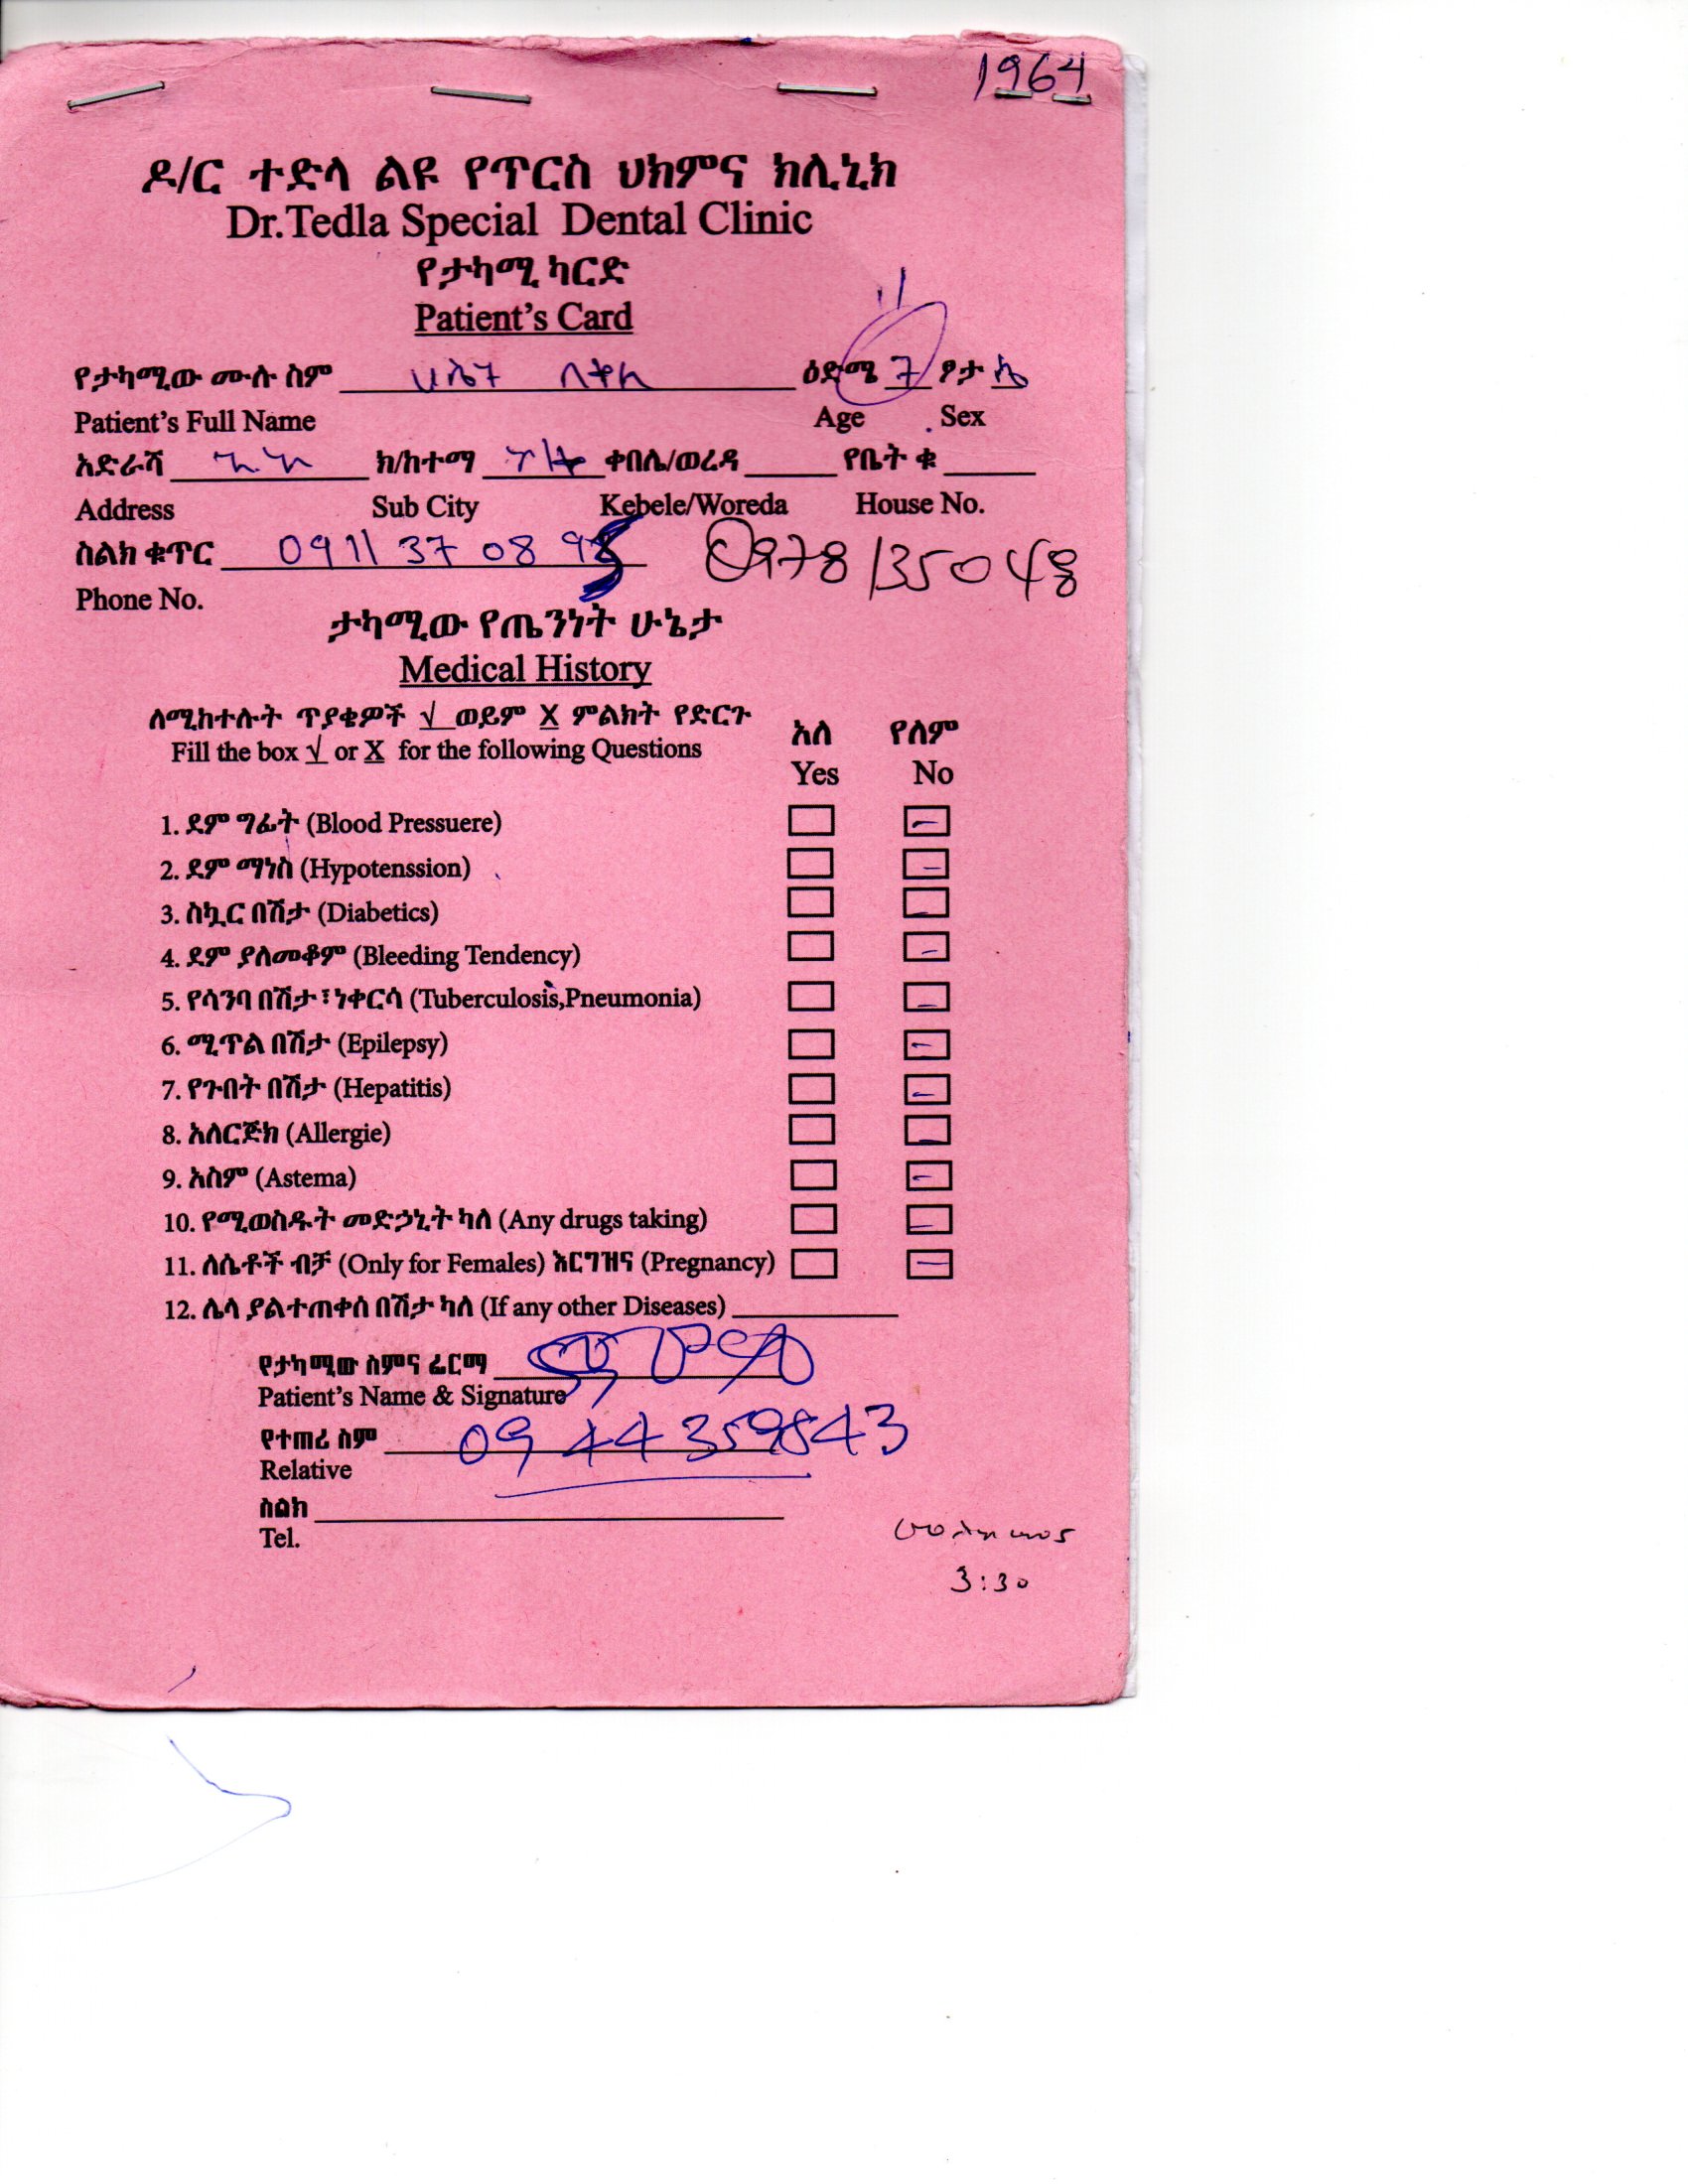 1964
ዶ/ር ተድላ ልዩ የጥርስ ህክምና ክሊኒክ
Dr.Tedla Special Dental Clinic
የታካሚ ካርድ
Patient's Card
11
የታካሚው ሙሉ ስም ዕድሜ 7 ፆታ ሴ
Patient's Full Name Age Sex
አድራሻ አአ ክ/ከተማ ቀበሌ/ወረዳ የቤት ቁ
Address Sub City Kebele/Woreda House No.
ስልክ ቁጥር 0911 37 08 95 0978135048
Phone No.
ታካሚው የጤንነት ሁኔታ
Medical History
ለሚከተሉት ጥያቄዎች √ ወይም X ምልክት የድርጉ አለ የለም
Fill the box √ or X for the following Questions Yes No
1. ደም ግፊት (Blood Pressuere)
2. ደም ማነስ (Hypotenssion)
3. ስኳር በሽታ (Diabetics)
4. ደም ያለመቆም (Bleeding Tendency)
5. የሳንባ በሽታ፣ነቀርሳ (Tuberculosis,Pneumonia)
6. ሚጥል በሽታ (Epilepsy)
7. የጉበት በሽታ (Hepatitis)
8. አለርጅክ (Allergie)
9. አስም (Astema)
10. የሚወስዱት መድኃኒት ካለ (Any drugs taking)
11. ለሴቶች ብቻ (Only for Females) እርግዝና (Pregnancy)
12. ሌላ ያልተጠቀሰ በሽታ ካለ (If any other Diseases)
የታካሚው ስምና ፊርማ
Patient's Name & Signature
የተጠሪ ስም 0944359843
Relative
ስልክ
Tel.
3:30